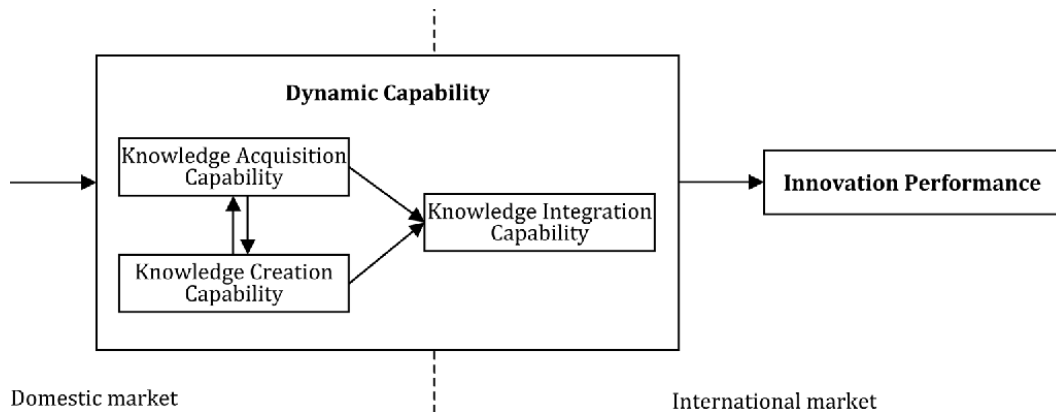 Dynamic Capability
Knowledge Acquisition
Capability
Knowledge Integration
Capability
Knowledge Creation
Capability
Innovation Performance
Domestic market
International market